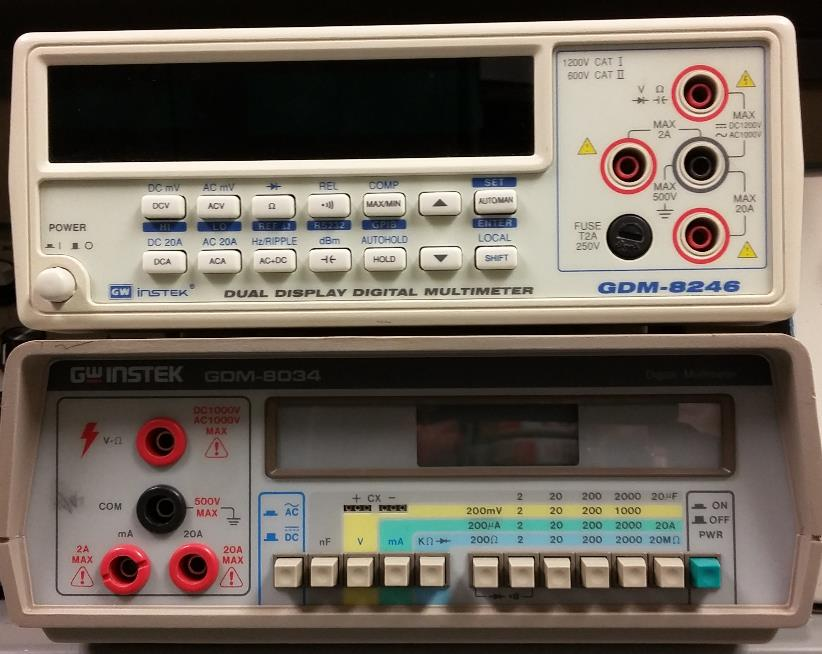 1200V CAT I
600V CAT II
V Ω
MAX
DC1200V
AC1000V
MAX
2A
MAX
500V
MAX
20A
FUSE
T2A
250V
DC mV AC mV REL COMP SET
DCV ACV Ω MAX/MIN AUTO/MAN
HI LO REF Ω RS232 GPIB ENTER
DC 20A AC 20A Hz/RIPPLE dBm AUTOHOLD LOCAL
DCA ACA AC+DC HOLD SHIFT
POWER
GW INSTEK® DUAL DISPLAY DIGITAL MULTIMETER GDM-8246
GW INSTEK GDM-8034 Digital Multimeter
DC1000V
AC1000V
MAX
V-Ω
COM
500V
MAX
mA 20A
2A
MAX
20A
MAX
+ CX -
AC
DC
nF V mA KΩ
2 20 200 2000 20µF
200mV 2 20 200 1000
200µA 2 20 200 2000 20A
200Ω 2 20 200 2000 20MΩ
ON
OFF
PWR